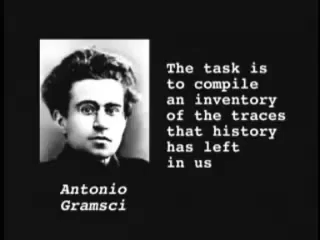 The task is
to compile
an inventory
of the traces
that history
has left
in us
Antonio
Gramsci